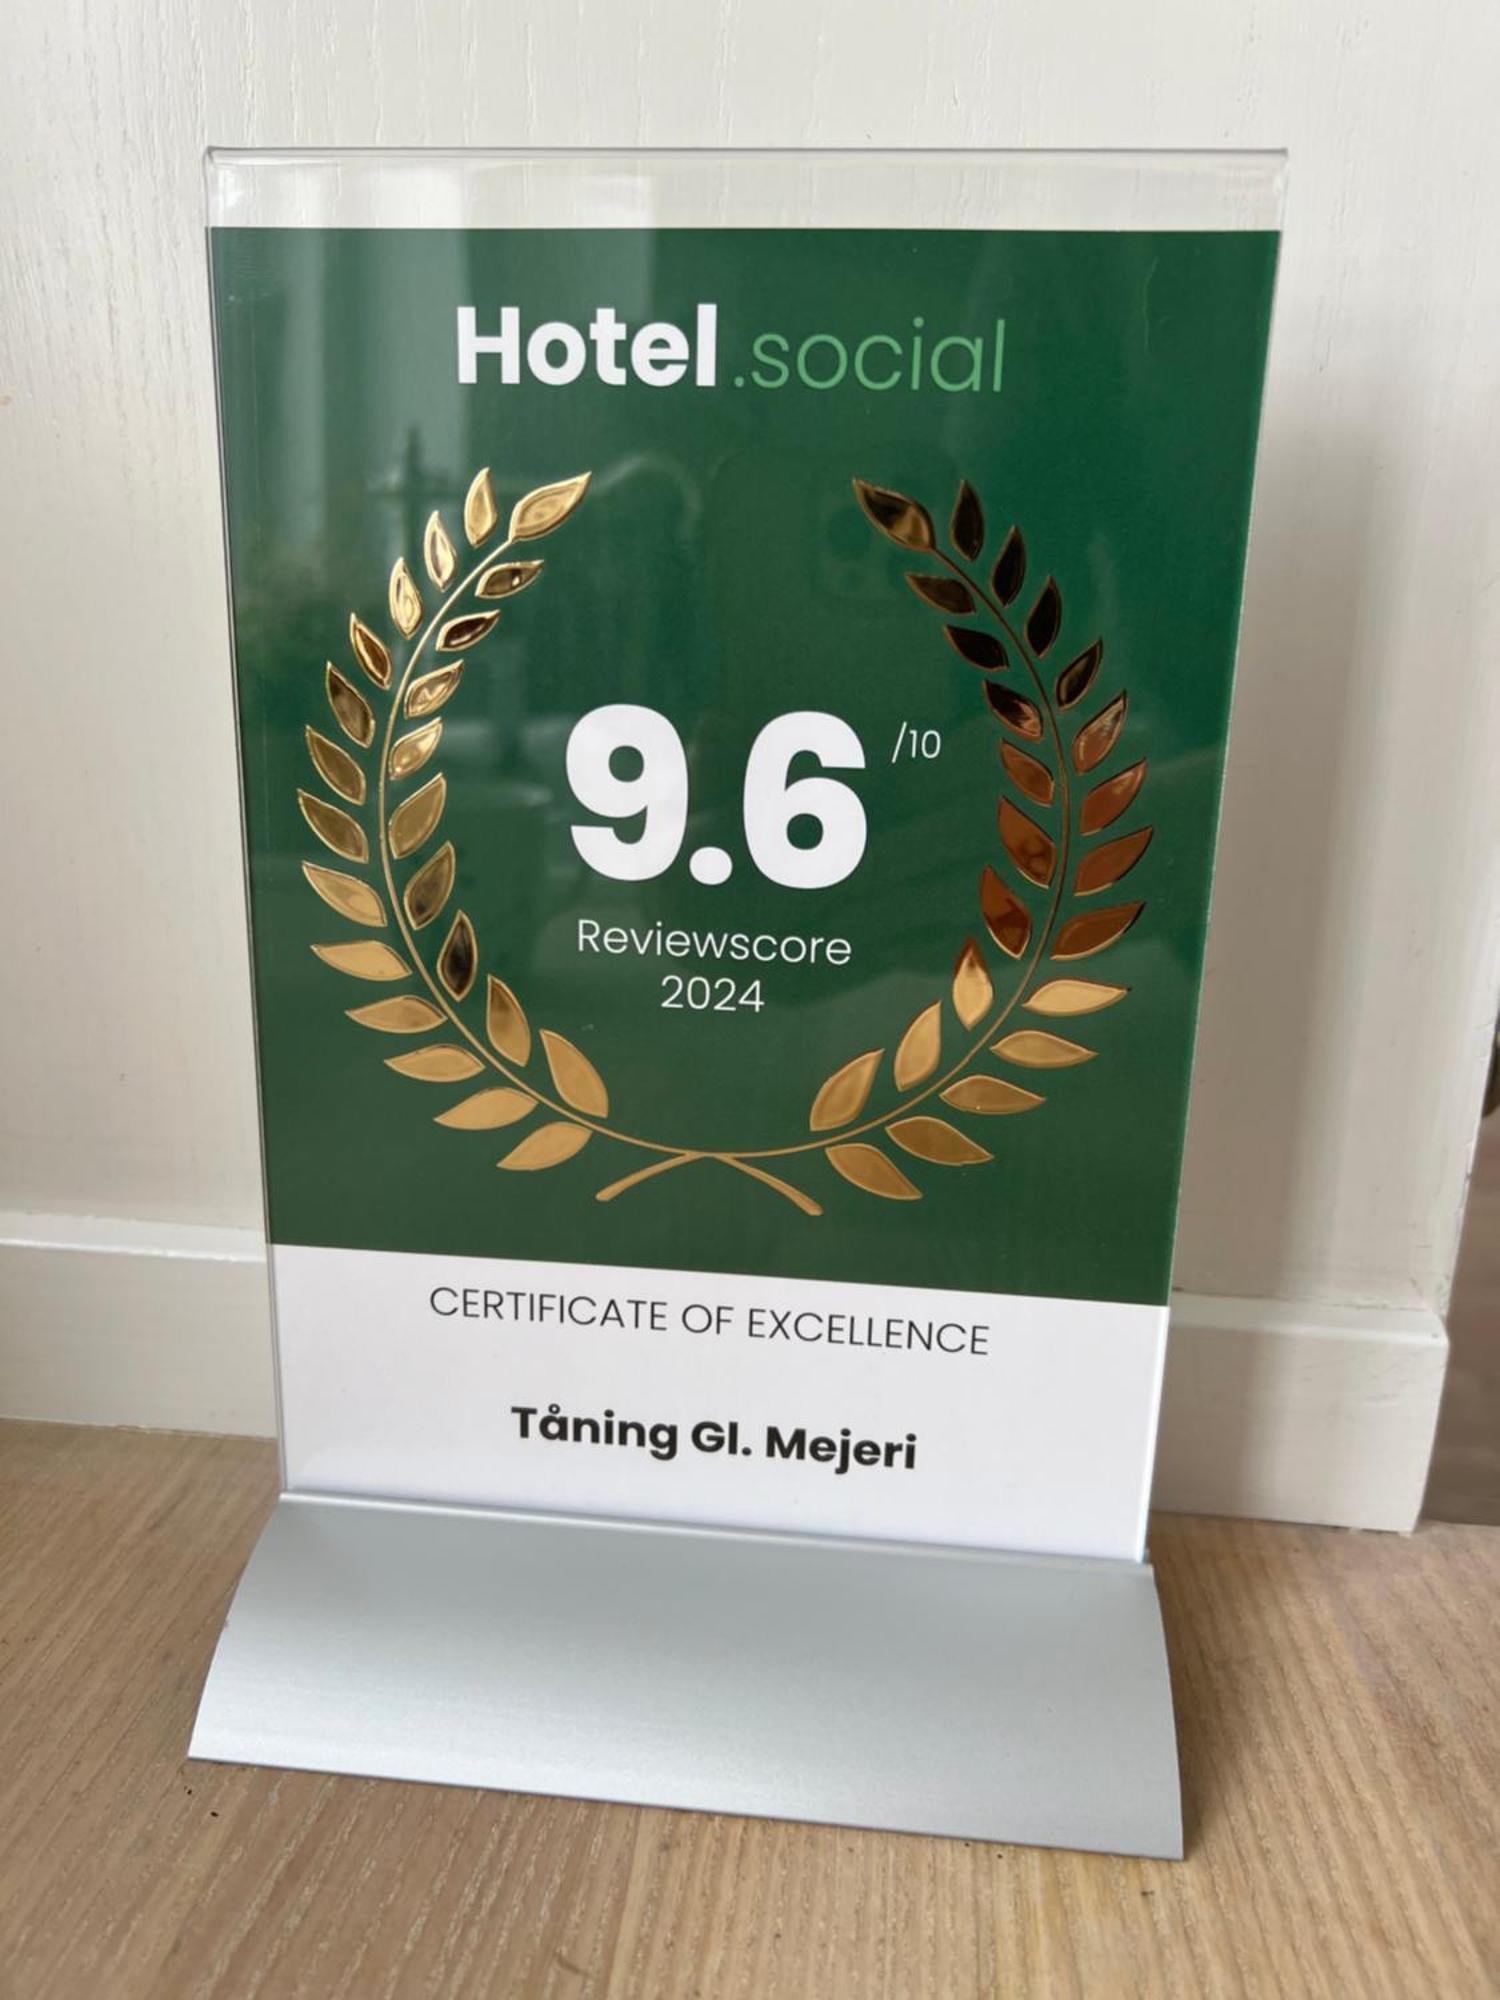 Hotel.social
9.6 /10
Reviewscore
2024
CERTIFICATE OF EXCELLENCE
Tåning Gl. Mejeri